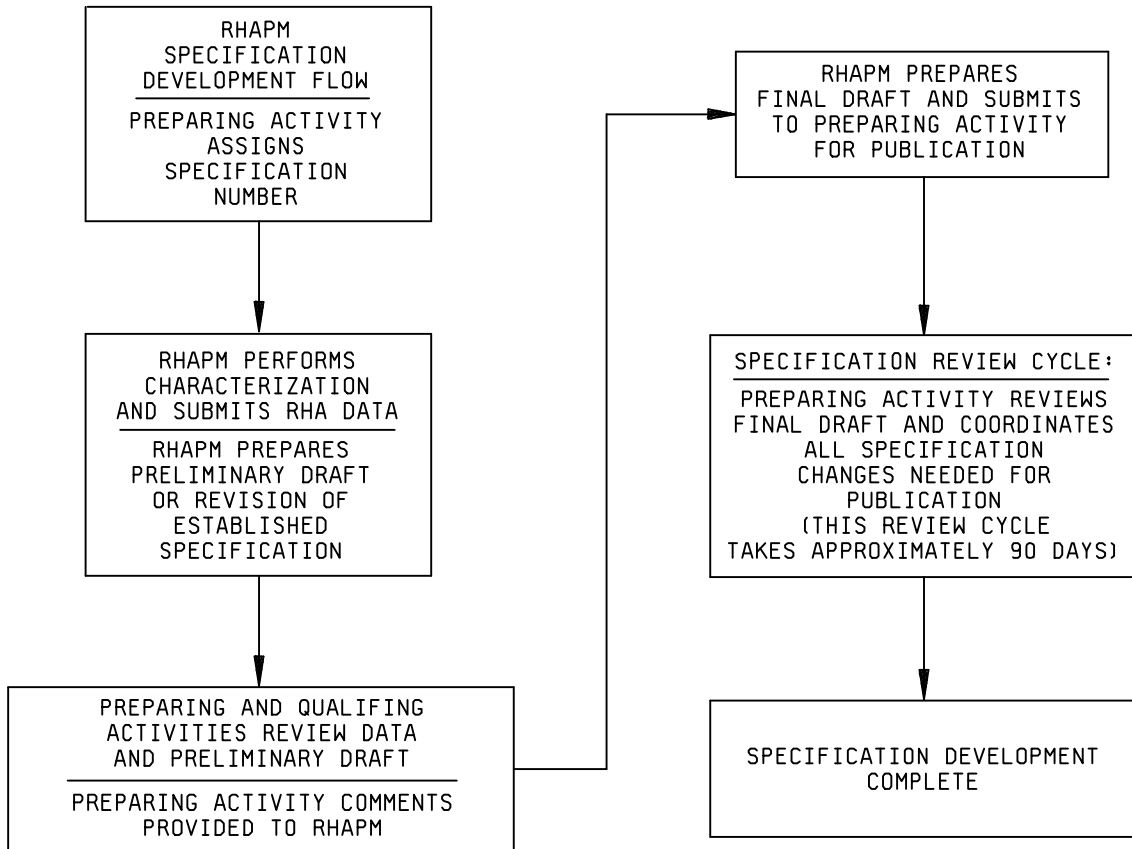 RHAPM
SPECIFICATION
DEVELOPMENT FLOW
PREPARING ACTIVITY
ASSIGNS
SPECIFICATION
NUMBER
RHAPM PERFORMS
CHARACTERIZATION
AND SUBMITS RHA DATA
RHAPM PREPARES
PRELIMINARY DRAFT
OR REVISION OF
ESTABLISHED
SPECIFICATION
PREPARING AND QUALIFING
ACTIVITIES REVIEW DATA
AND PRELIMINARY DRAFT
PREPARING ACTIVITY COMMENTS
PROVIDED TO RHAPM
RHAPM PREPARES
FINAL DRAFT AND SUBMITS
TO PREPARING ACTIVITY
FOR PUBLICATION
SPECIFICATION REVIEW CYCLE:
PREPARING ACTIVITY REVIEWS
FINAL DRAFT AND COORDINATES
ALL SPECIFICATION
CHANGES NEEDED FOR
PUBLICATION
(THIS REVIEW CYCLE
TAKES APPROXIMATELY 90 DAYS)
SPECIFICATION DEVELOPMENT
COMPLETE